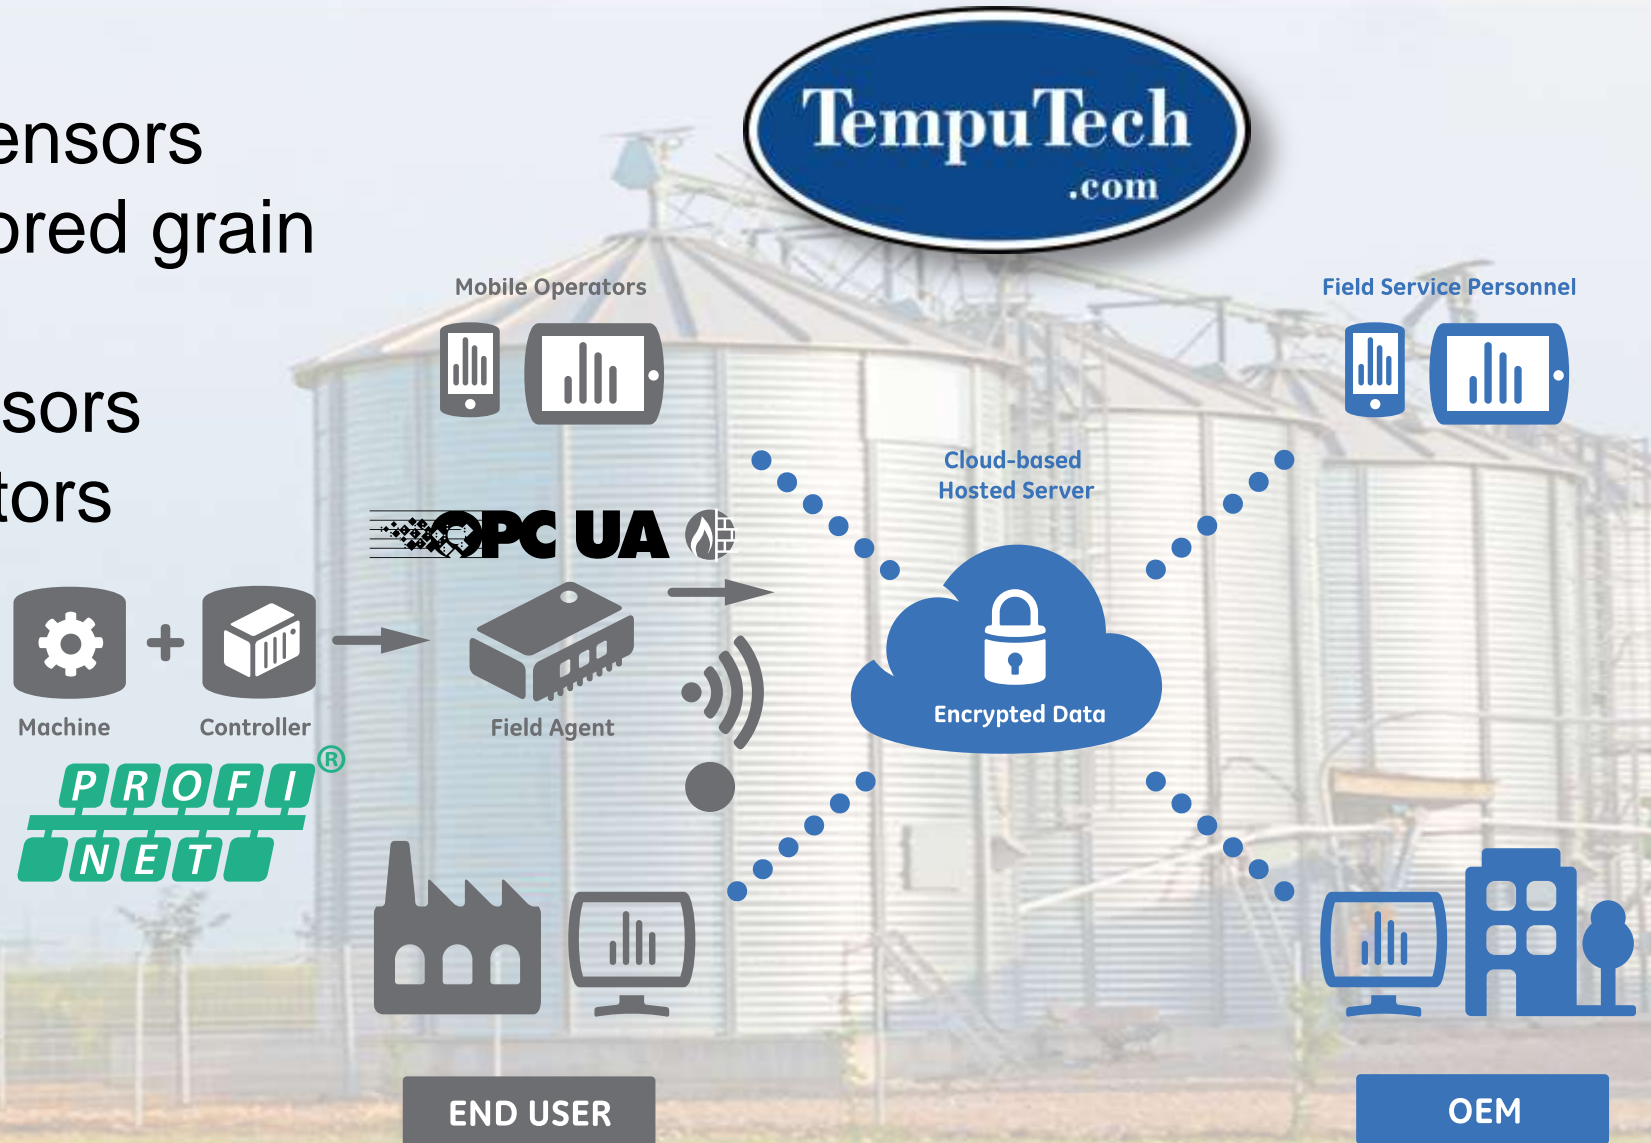 TempuTech
.com
ensors
ored grain
sors
tors
Mobile Operators
Field Service Personnel
Cloud-based
Hosted Server
OPC UA
Encrypted Data
Machine
Controller
Field Agent
PROFI®
NET
END USER
OEM